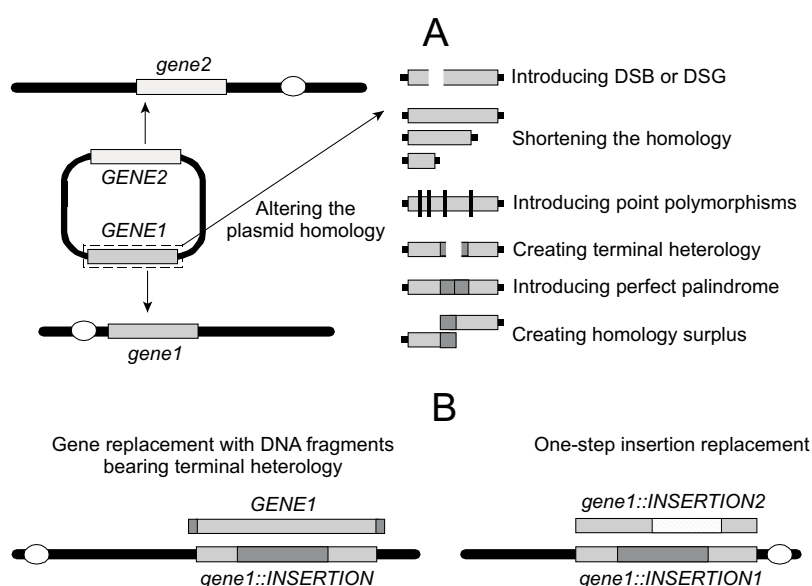 A
gene2
GENE2
GENE1
Altering the
plasmid homology
gene1
Introducing DSB or DSG
Shortening the homology
Introducing point polymorphisms
Creating terminal heterology
Introducing perfect palindrome
Creating homology surplus
B
Gene replacement with DNA fragments
bearing terminal heterology
GENE1
gene1::INSERTION
One-step insertion replacement
gene1::INSERTION2
gene1::INSERTION1